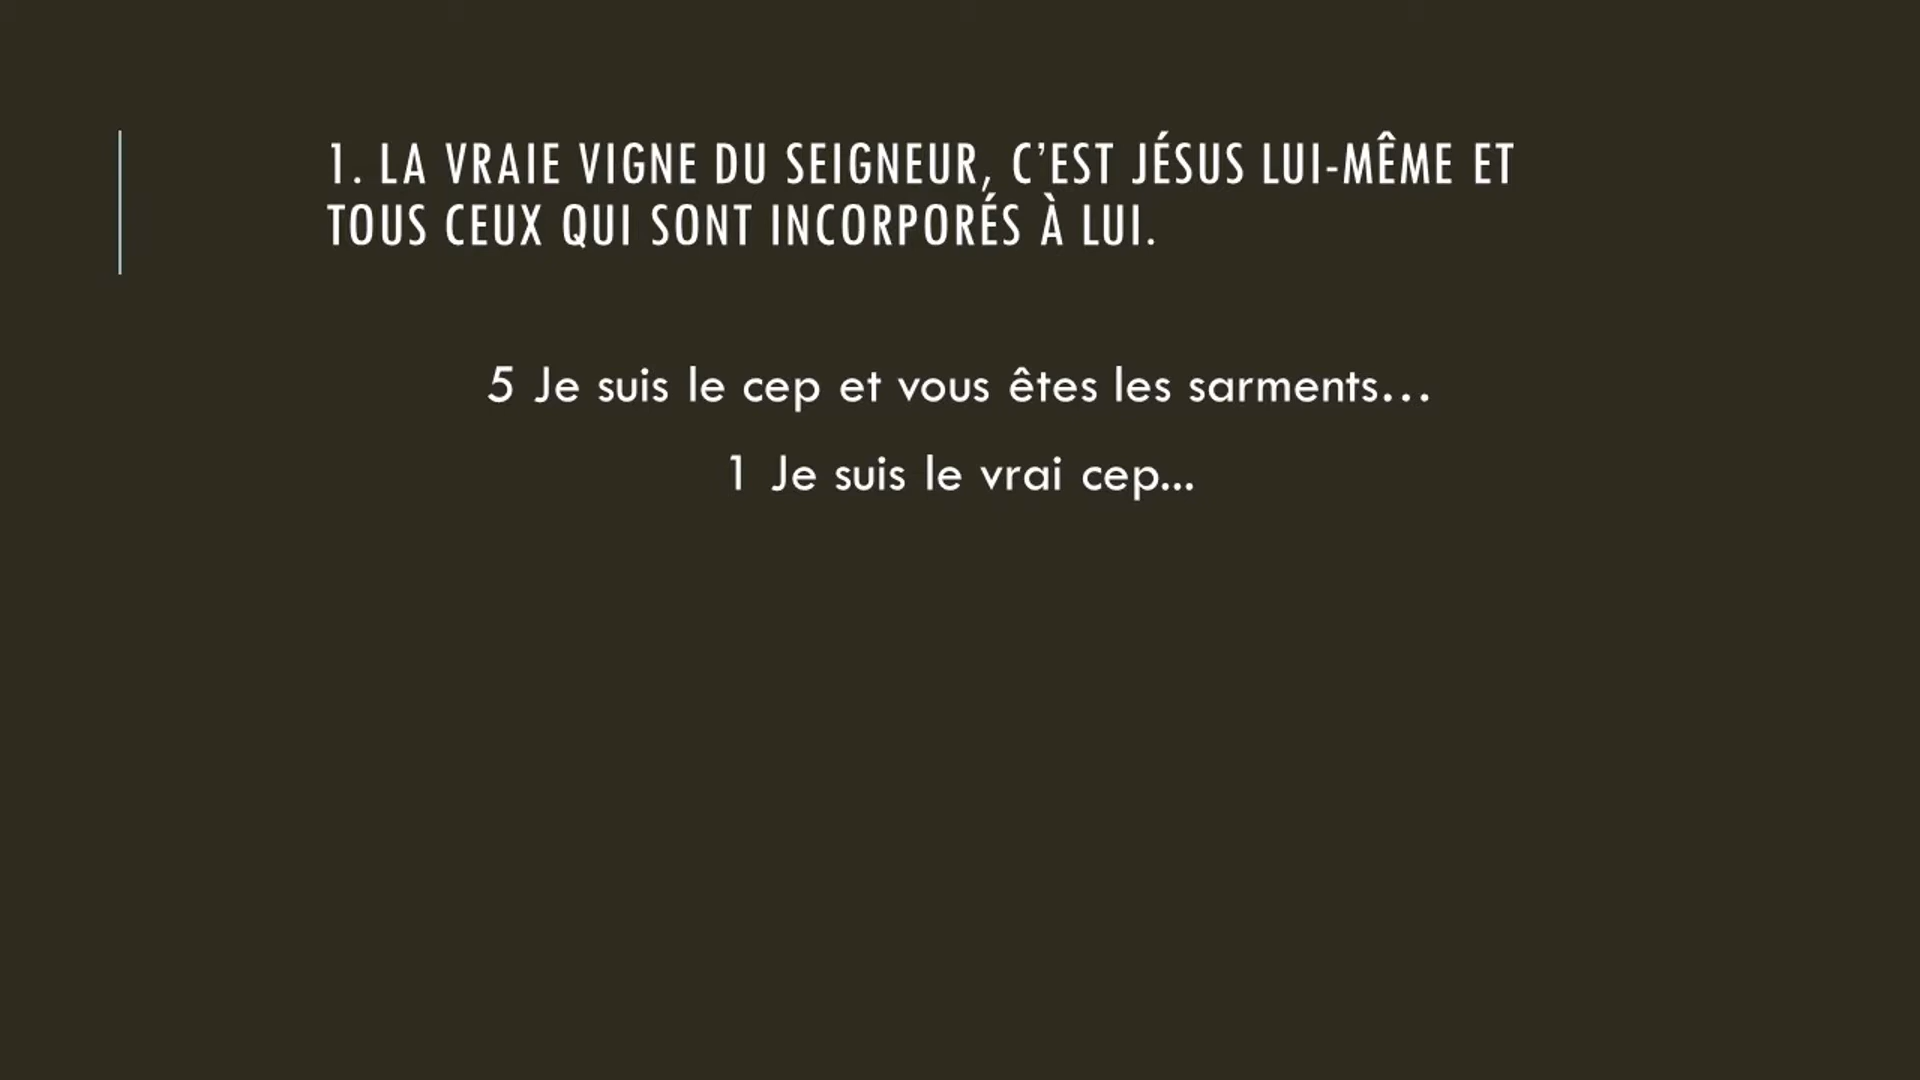 1. LA VRAIE VIGNE DU SEIGNEUR, C’EST JÉSUS LUI-MÊME ET
TOUS CEUX QUI SONT INCORPORÉS À LUI.
5 Je suis le cep et vous êtes les sarments…
1 Je suis le vrai cep...